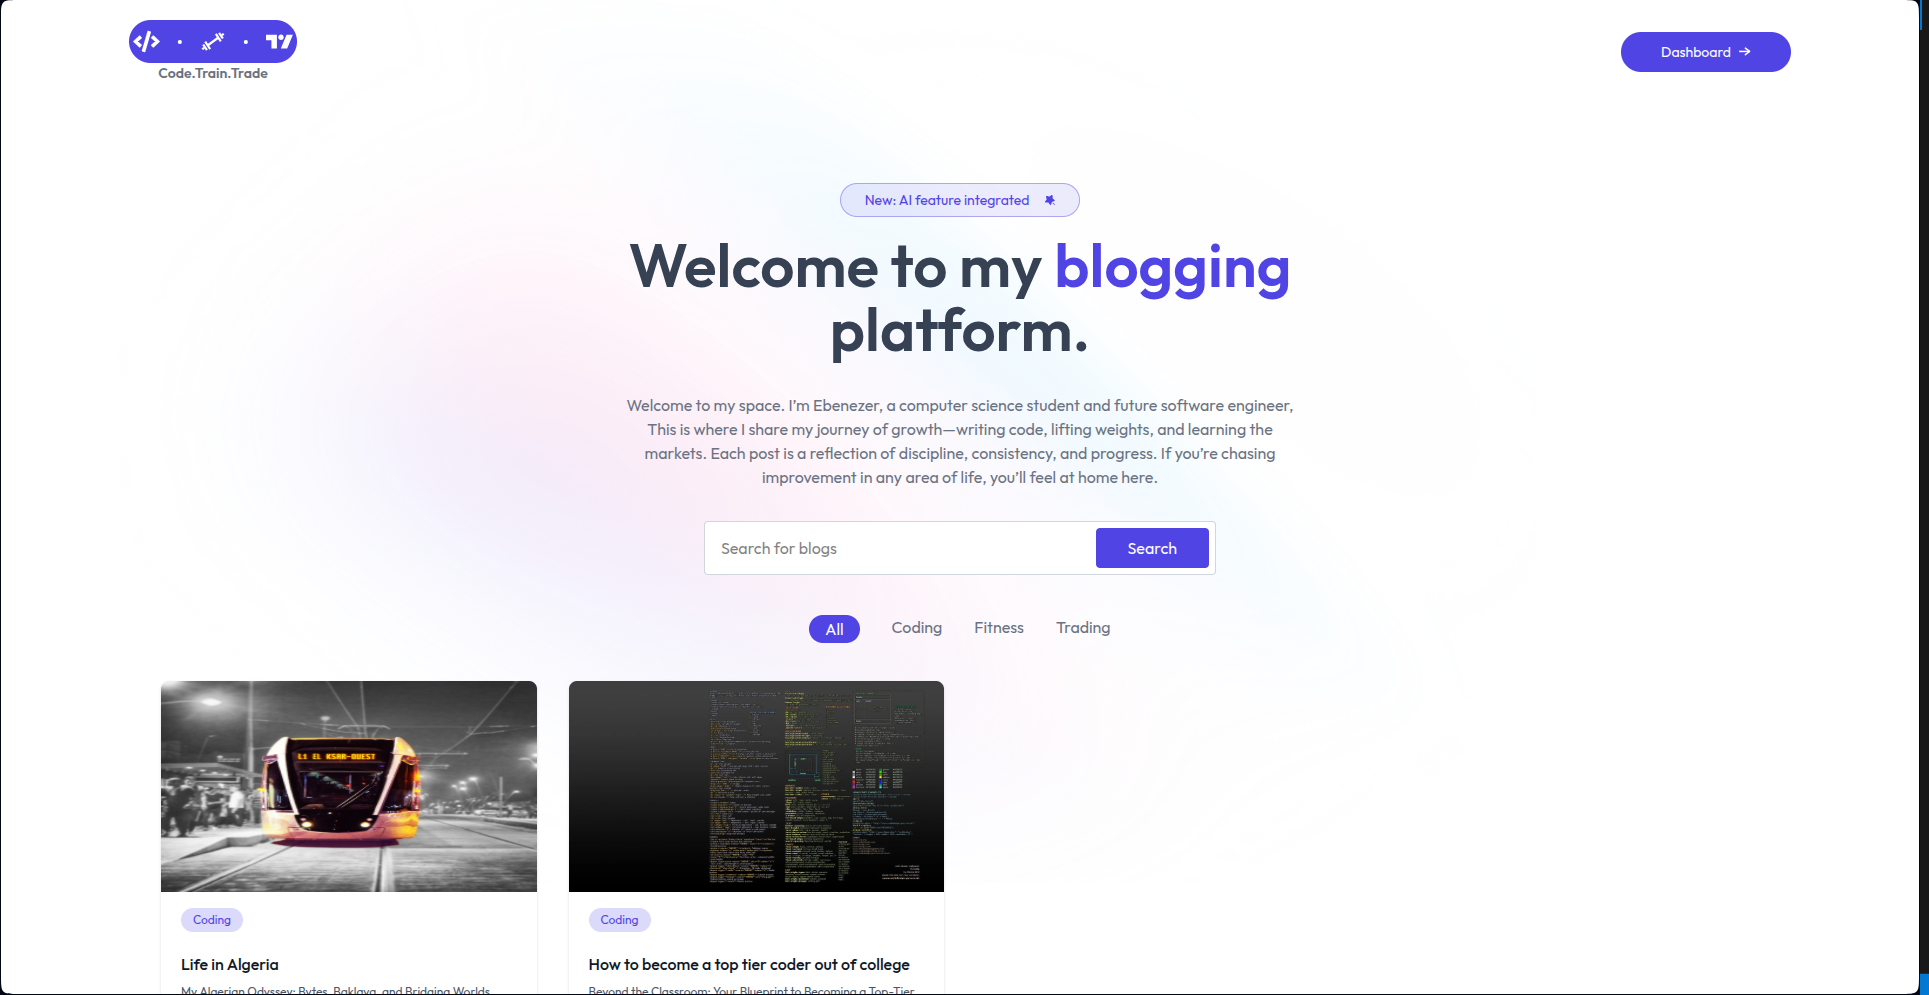 Code.Train.Trade
Dashboard →
New: AI feature integrated
Welcome to my blogging
platform.
Welcome to my space. I'm Ebenezer, a computer science student and future software engineer,
This is where I share my journey of growth—writing code, lifting weights, and learning the
markets. Each post is a reflection of discipline, consistency, and progress. If you're chasing
improvement in any area of life, you'll feel at home here.
Search for blogs
Search
All
Coding
Fitness
Trading
L1 EL KSAR-OUEST
Coding
Life in Algeria
My Algerian Odyssey: Bytes, Baklava, and Bridging Worlds
Coding
How to become a top tier coder out of college
Beyond the Classroom: Your Blueprint to Becoming a Top-Tier